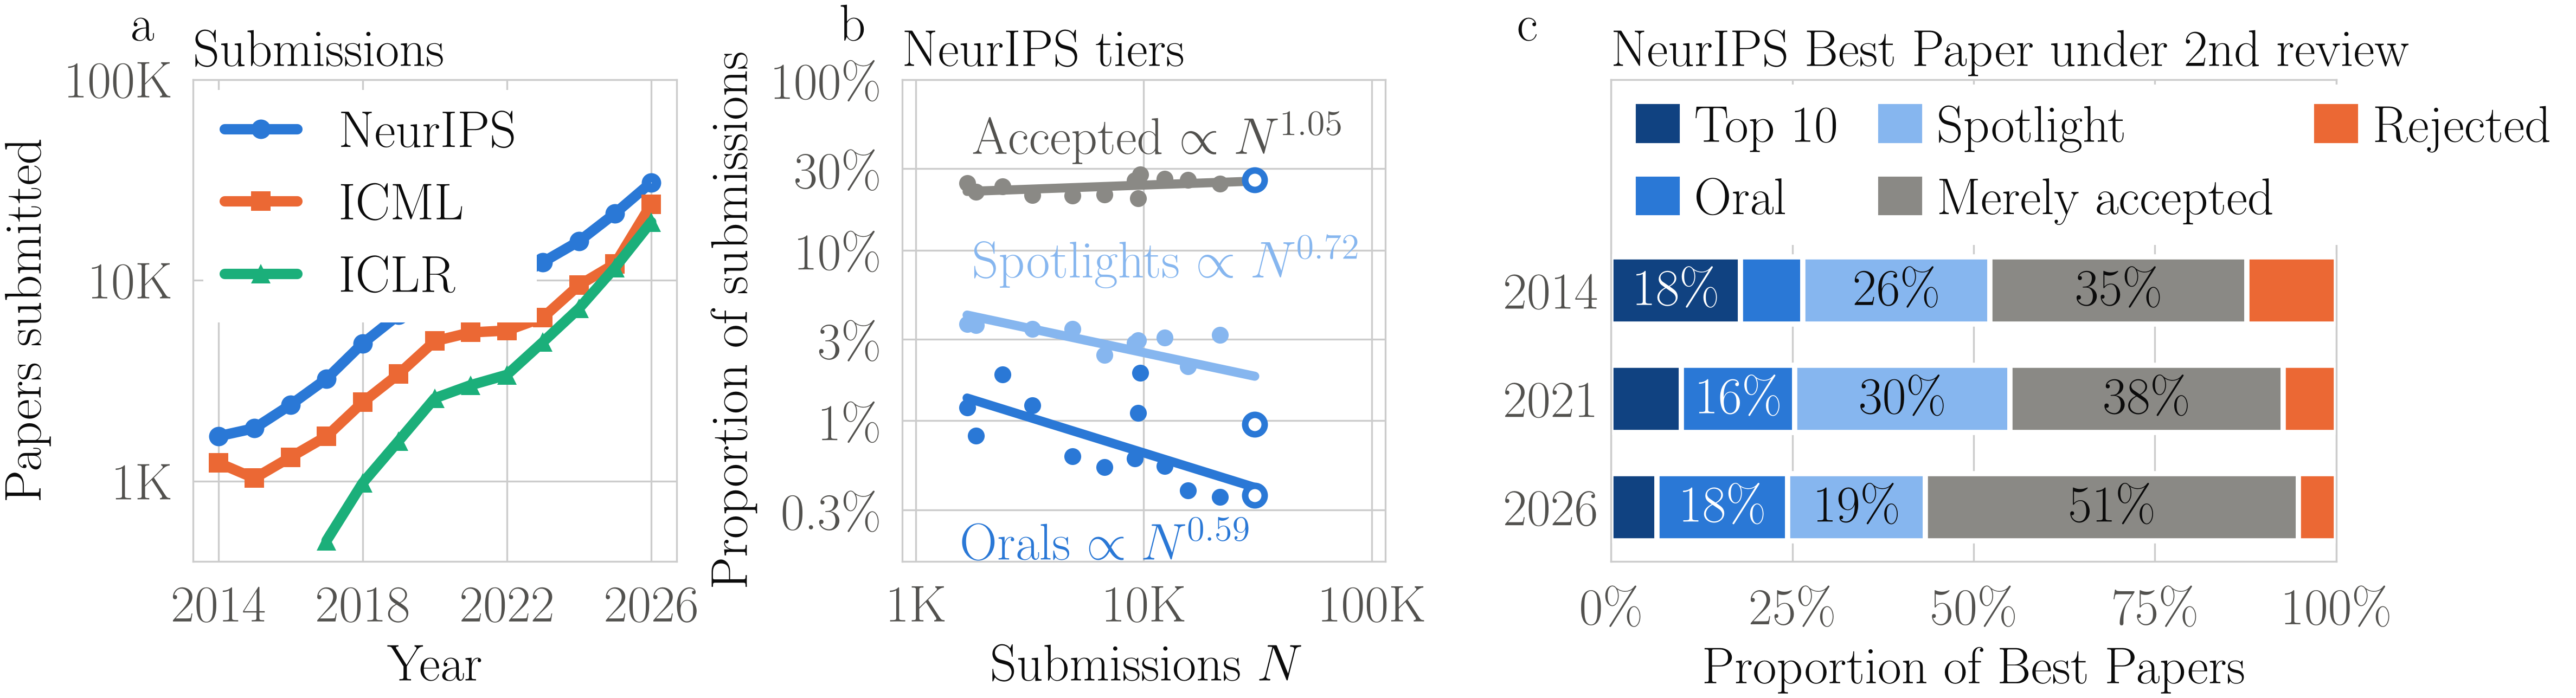 a
Submissions
Papers submitted
100K
10K
1K
NeurIPS
ICML
ICLR
2014 2018 2022 2026
Year
b
NeurIPS tiers
Proportion of submissions
100%
30%
10%
3%
1%
0.3%
Accepted ∝ N^1.05
Spotlights ∝ N^0.72
Orals ∝ N^0.59
1K 10K 100K
Submissions N
c
NeurIPS Best Paper under 2nd review
Top 10 Spotlight Rejected
Oral Merely accepted
2014 18% 26% 35%
2021 16% 30% 38%
2026 18% 19% 51%
0% 25% 50% 75% 100%
Proportion of Best Papers